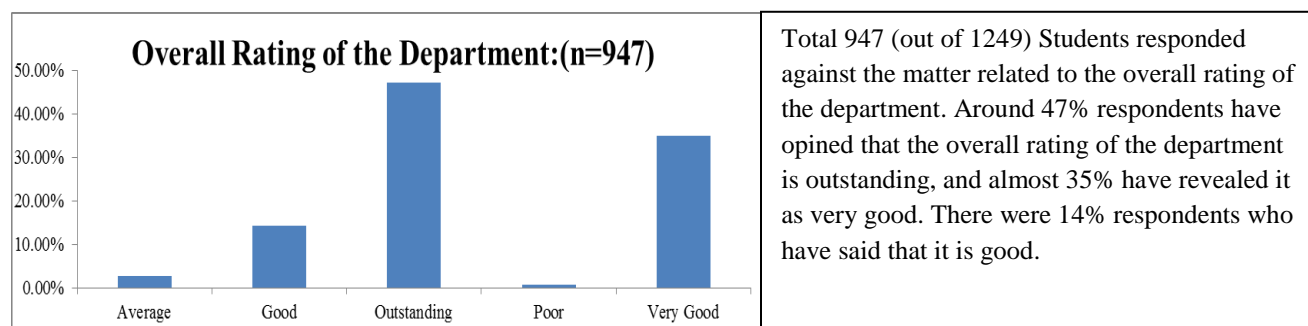 Overall Rating of the Department:(n=947)
50.00%
40.00%
30.00%
20.00%
10.00%
0.00%
Average Good Outstanding Poor Very Good
Total 947 (out of 1249) Students responded
against the matter related to the overall rating of
the department. Around 47% respondents have
opined that the overall rating of the department
is outstanding, and almost 35% have revealed it
as very good. There were 14% respondents who
have said that it is good.